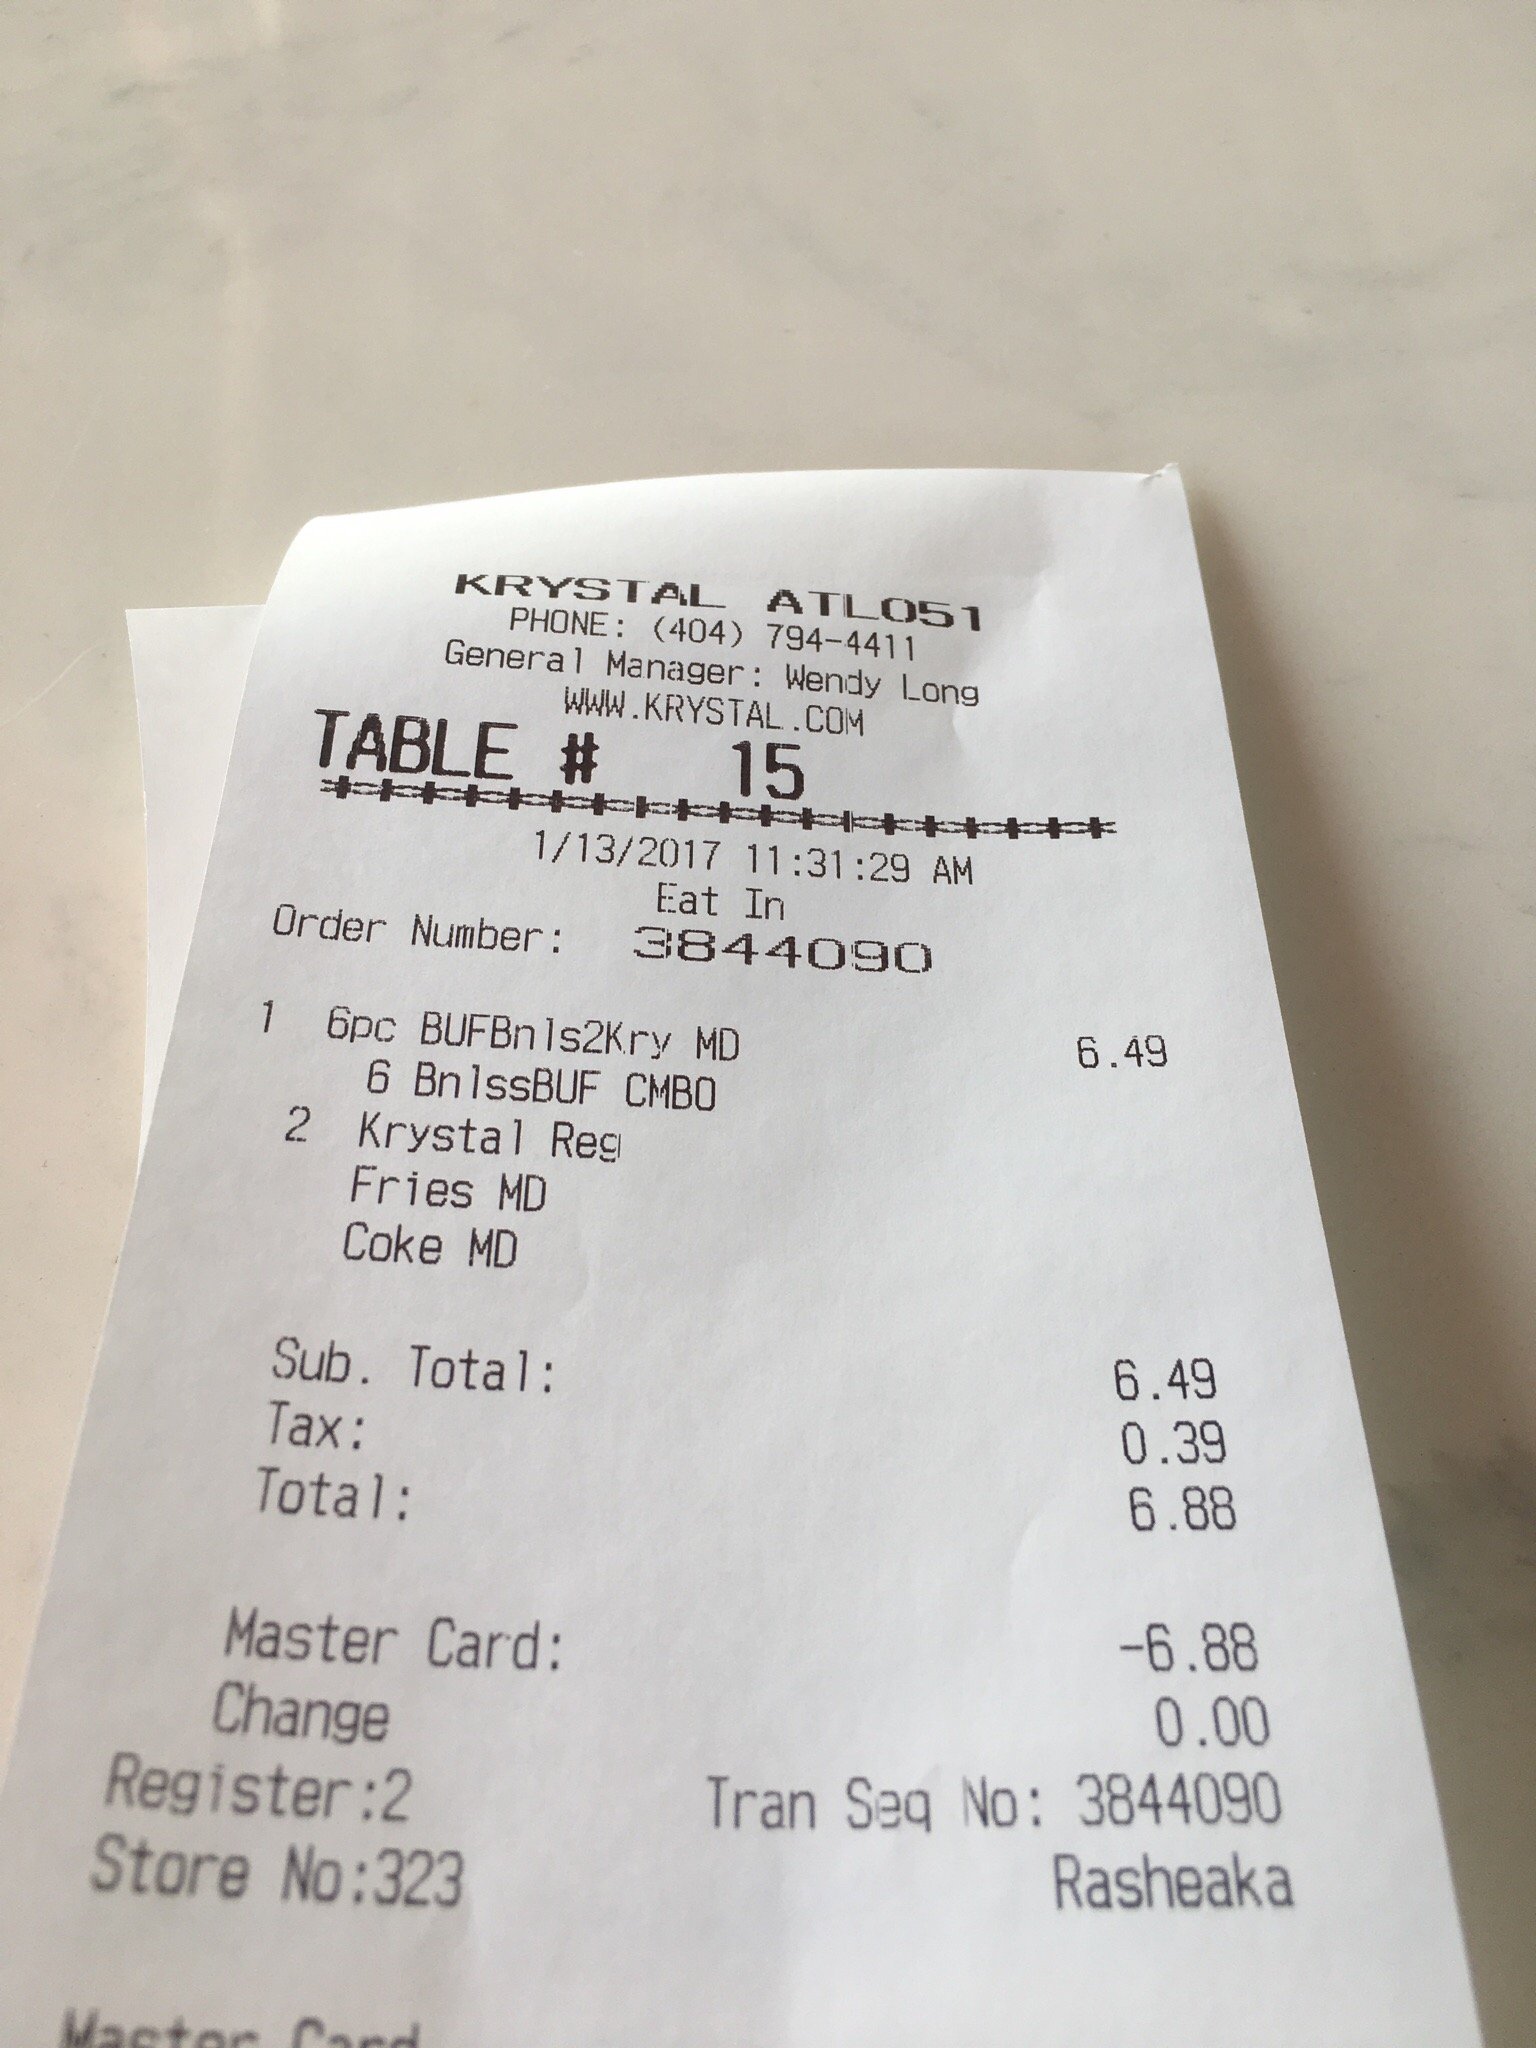 KRYSTAL ATL051
PHONE: (404) 794-4411
General Manager: Wendy Long
WWW.KRYSTAL.COM
TABLE # 15
1/13/2017 11:31:29 AM
Eat In
Order Number: 3844090
1 6pc BUFBnls2Kry MD 6.49
6 BnlssBUF CMBO
2 Krystal Reg
Fries MD
Coke MD
Sub. Total: 6.49
Tax: 0.39
Total: 6.88
Master Card: -6.88
Change 0.00
Register:2 Tran Seq No: 3844090
Store No:323 Rasheaka
Master Card